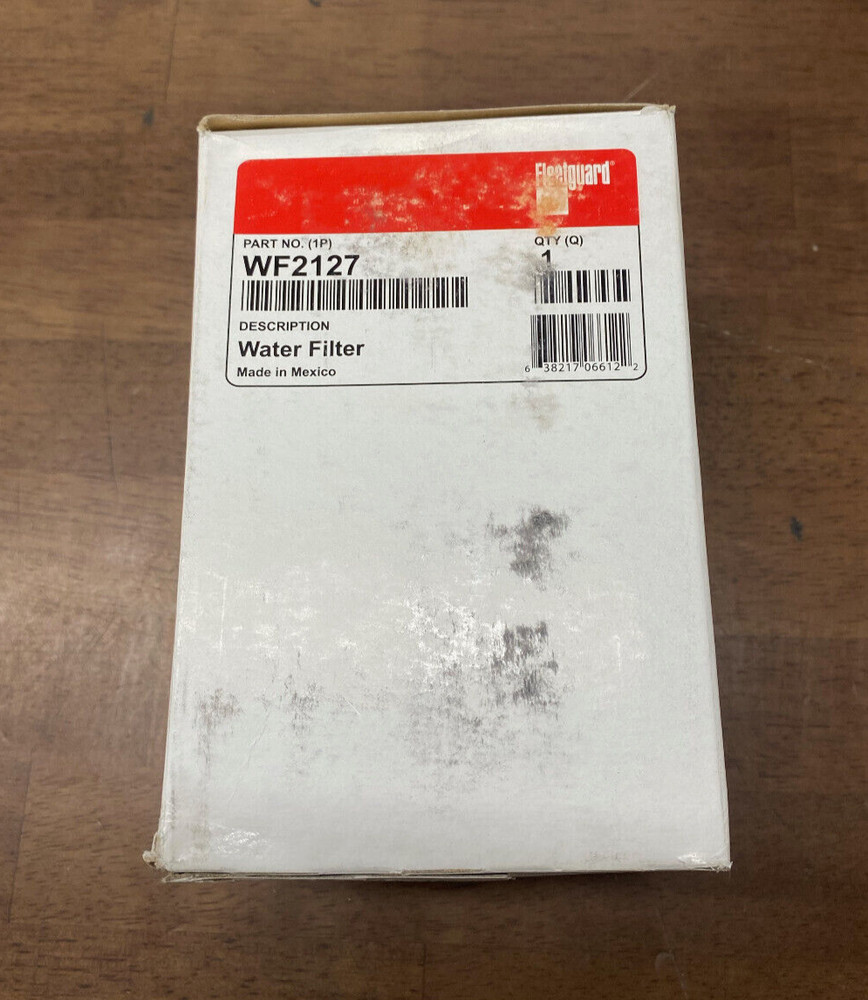 Fleetguard®
PART NO. (1P)
WF2127
QTY (Q)
1
DESCRIPTION
Water Filter
Made in Mexico
6 38217 06612 2